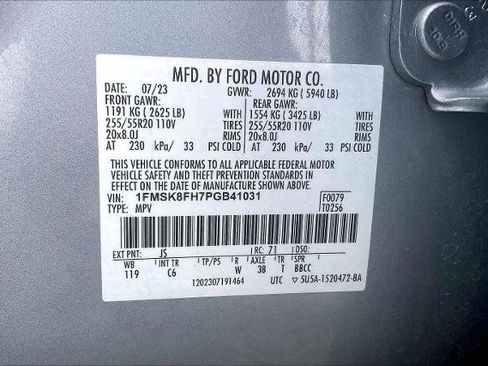 MFD. BY FORD MOTOR CO.
DATE: 07/23 GVWR: 2694 KG ( 5940 LB)
FRONT GAWR: REAR GAWR:
1191 KG ( 2625 LB) WITH 1554 KG ( 3425 LB) WITH
255/55R20 110V TIRES 255/55R20 110V TIRES
20x8.0J RIMS 20x8.0J RIMS
AT 230 kPa/ 33 PSI COLD AT 230 kPa/ 33 PSI COLD
THIS VEHICLE CONFORMS TO ALL APPLICABLE FEDERAL MOTOR
VEHICLE SAFETY AND THEFT PREVENTION STANDARDS IN EFFECT
ON THE DATE OF MANUFACTURE SHOWN ABOVE.
VIN: 1FMSK8FH7PGB41031 F0079
TYPE: MPV T0256
EXT PNT: JS RC: 71 DSO:
WB INT TR TP/PS R AXLE TR SPR
119 C6 W 3B T BBCC
1202307191464 UTC ▽ 5U5A-1520472-BA